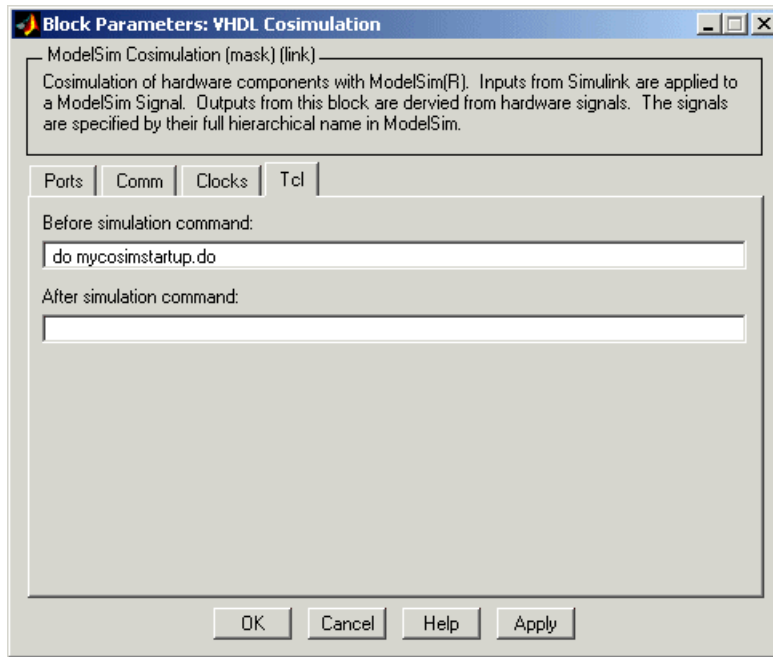 Block Parameters: VHDL Cosimulation
ModelSim Cosimulation (mask) (link)
Cosimulation of hardware components with ModelSim(R).  Inputs from Simulink are applied to
a ModelSim Signal.  Outputs from this block are dervied from hardware signals.  The signals
are specified by their full hierarchical name in ModelSim.
Ports Comm Clocks Tcl
Before simulation command:
do mycosimstartup.do
After simulation command:
OK Cancel Help Apply